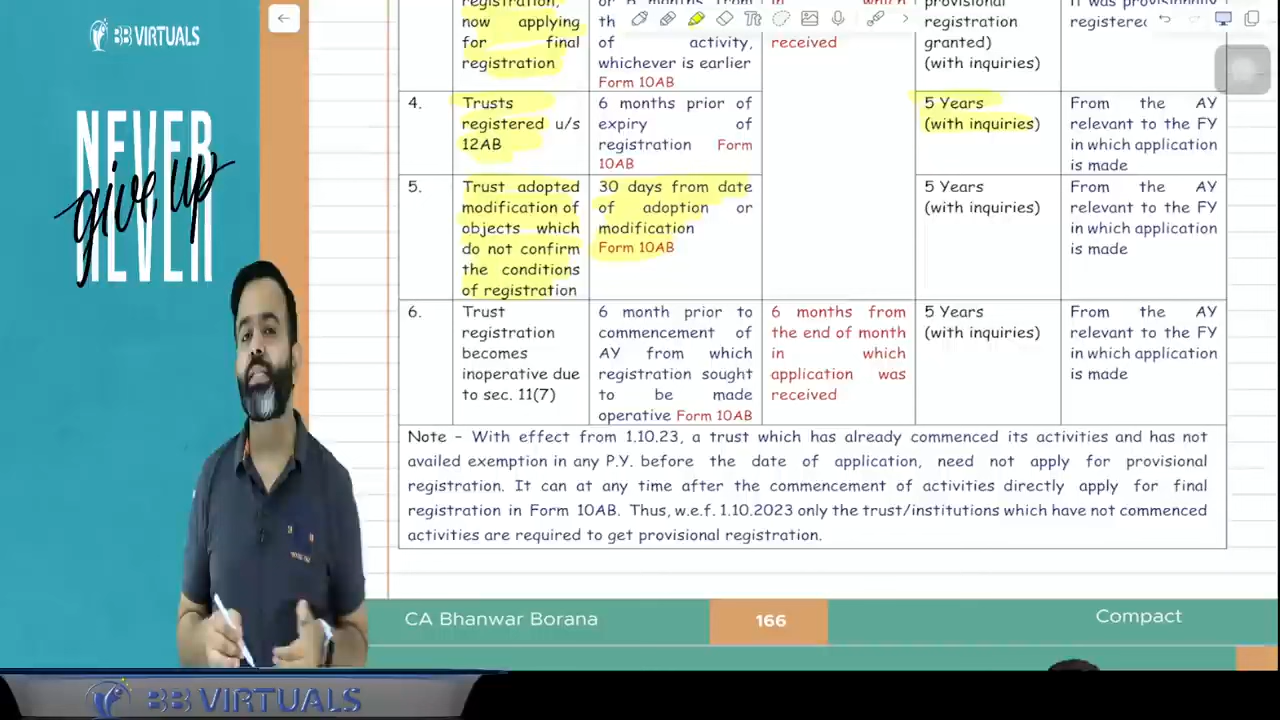 BB VIRTUALS
NEVER
give up
NEVER
registration,
now applying
for final
registration
of activity,
whichever is earlier
Form 10AB
received
provisional
registration
granted)
(with inquiries)
registered
4.
Trusts
registered u/s
12AB
6 months prior of
expiry of
registration Form
10AB
5 Years
(with inquiries)
From the AY
relevant to the FY
in which application
is made
5.
Trust adopted
modification of
objects which
do not confirm
the conditions
of registration
30 days from date
of adoption or
modification
Form 10AB
5 Years
(with inquiries)
From the AY
relevant to the FY
in which application
is made
6.
Trust
registration
becomes
inoperative due
to sec. 11(7)
6 month prior to
commencement of
AY from which
registration sought
to be made
operative Form 10AB
6 months from
the end of month
in which
application was
received
5 Years
(with inquiries)
From the AY
relevant to the FY
in which application
is made
Note – With effect from 1.10.23, a trust which has already commenced its activities and has not
availed exemption in any P.Y. before the date of application, need not apply for provisional
registration. It can at any time after the commencement of activities directly apply for final
registration in Form 10AB. Thus, w.e.f. 1.10.2023 only the trust/institutions which have not commenced
activities are required to get provisional registration.
CA Bhanwar Borana
166
Compact
BB VIRTUALS